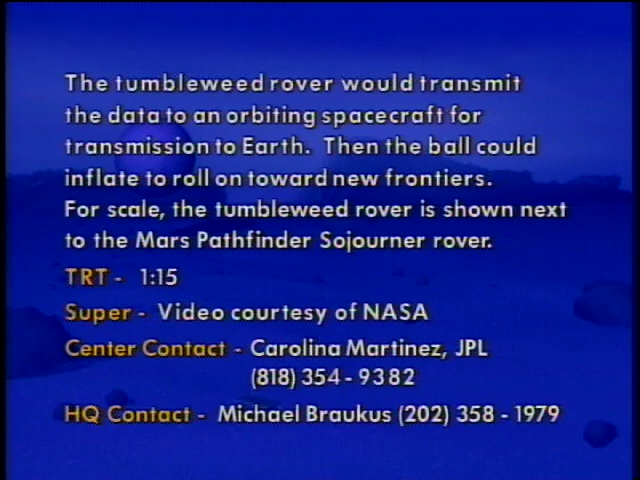 The tumbleweed rover would transmit
the data to an orbiting spacecraft for
transmission to Earth. Then the ball could
inflate to roll on toward new frontiers.
For scale, the tumbleweed rover is shown next
to the Mars Pathfinder Sojourner rover.
TRT - 1:15
Super - Video courtesy of NASA
Center Contact - Carolina Martinez, JPL
(818) 354 - 9382
HQ Contact - Michael Braukus (202) 358 - 1979